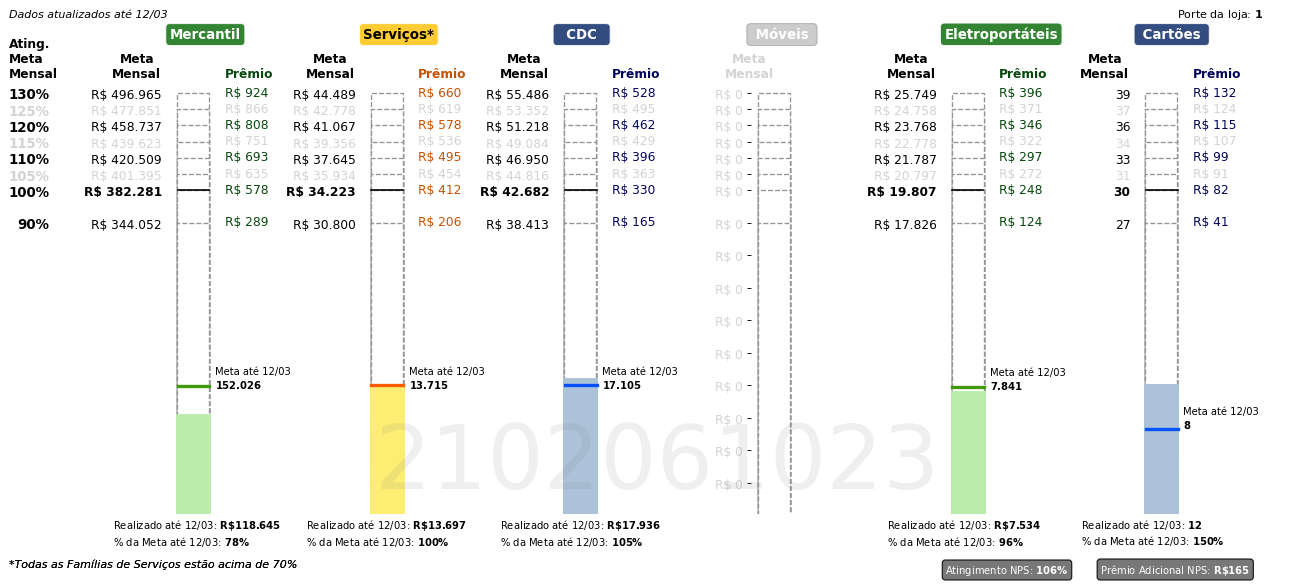 Dados atualizados até 12/03
Porte da loja: 1
Mercantil Serviços* CDC Móveis Eletroportáteis Cartões
Ating. Meta Mensal
Meta Mensal Prêmio Meta Mensal Prêmio Meta Mensal Prêmio Meta Mensal Meta Mensal Prêmio Meta Mensal Prêmio
130% R$ 496.965 R$ 924 R$ 44.489 R$ 660 R$ 55.486 R$ 528 R$ 0 R$ 25.749 R$ 396 39 R$ 132
125% R$ 477.851 R$ 866 R$ 42.778 R$ 619 R$ 53.352 R$ 495 R$ 0 R$ 24.758 R$ 371 37 R$ 124
120% R$ 458.737 R$ 808 R$ 41.067 R$ 578 R$ 51.218 R$ 462 R$ 0 R$ 23.768 R$ 346 36 R$ 115
115% R$ 439.623 R$ 751 R$ 39.356 R$ 536 R$ 49.084 R$ 429 R$ 0 R$ 22.778 R$ 322 34 R$ 107
110% R$ 420.509 R$ 693 R$ 37.645 R$ 495 R$ 46.950 R$ 396 R$ 0 R$ 21.787 R$ 297 33 R$ 99
105% R$ 401.395 R$ 635 R$ 35.934 R$ 454 R$ 44.816 R$ 363 R$ 0 R$ 20.797 R$ 272 31 R$ 91
100% R$ 382.281 R$ 578 R$ 34.223 R$ 412 R$ 42.682 R$ 330 R$ 0 R$ 19.807 R$ 248 30 R$ 82
90% R$ 344.052 R$ 289 R$ 30.800 R$ 206 R$ 38.413 R$ 165 R$ 0 R$ 17.826 R$ 124 27 R$ 41
R$ 0
R$ 0
R$ 0
R$ 0
Meta até 12/03 Meta até 12/03 Meta até 12/03 Meta até 12/03
152.026 13.715 17.105 R$ 0 7.841
Meta até 12/03
8
R$ 0
R$ 0
R$ 0
2102061023
Realizado até 12/03: R$118.645 Realizado até 12/03: R$13.697 Realizado até 12/03: R$17.936 Realizado até 12/03: R$7.534 Realizado até 12/03: 12
% da Meta até 12/03: 78% % da Meta até 12/03: 100% % da Meta até 12/03: 105% % da Meta até 12/03: 96% % da Meta até 12/03: 150%
*Todas as Famílias de Serviços estão acima de 70%
Atingimento NPS: 106% Prêmio Adicional NPS: R$165